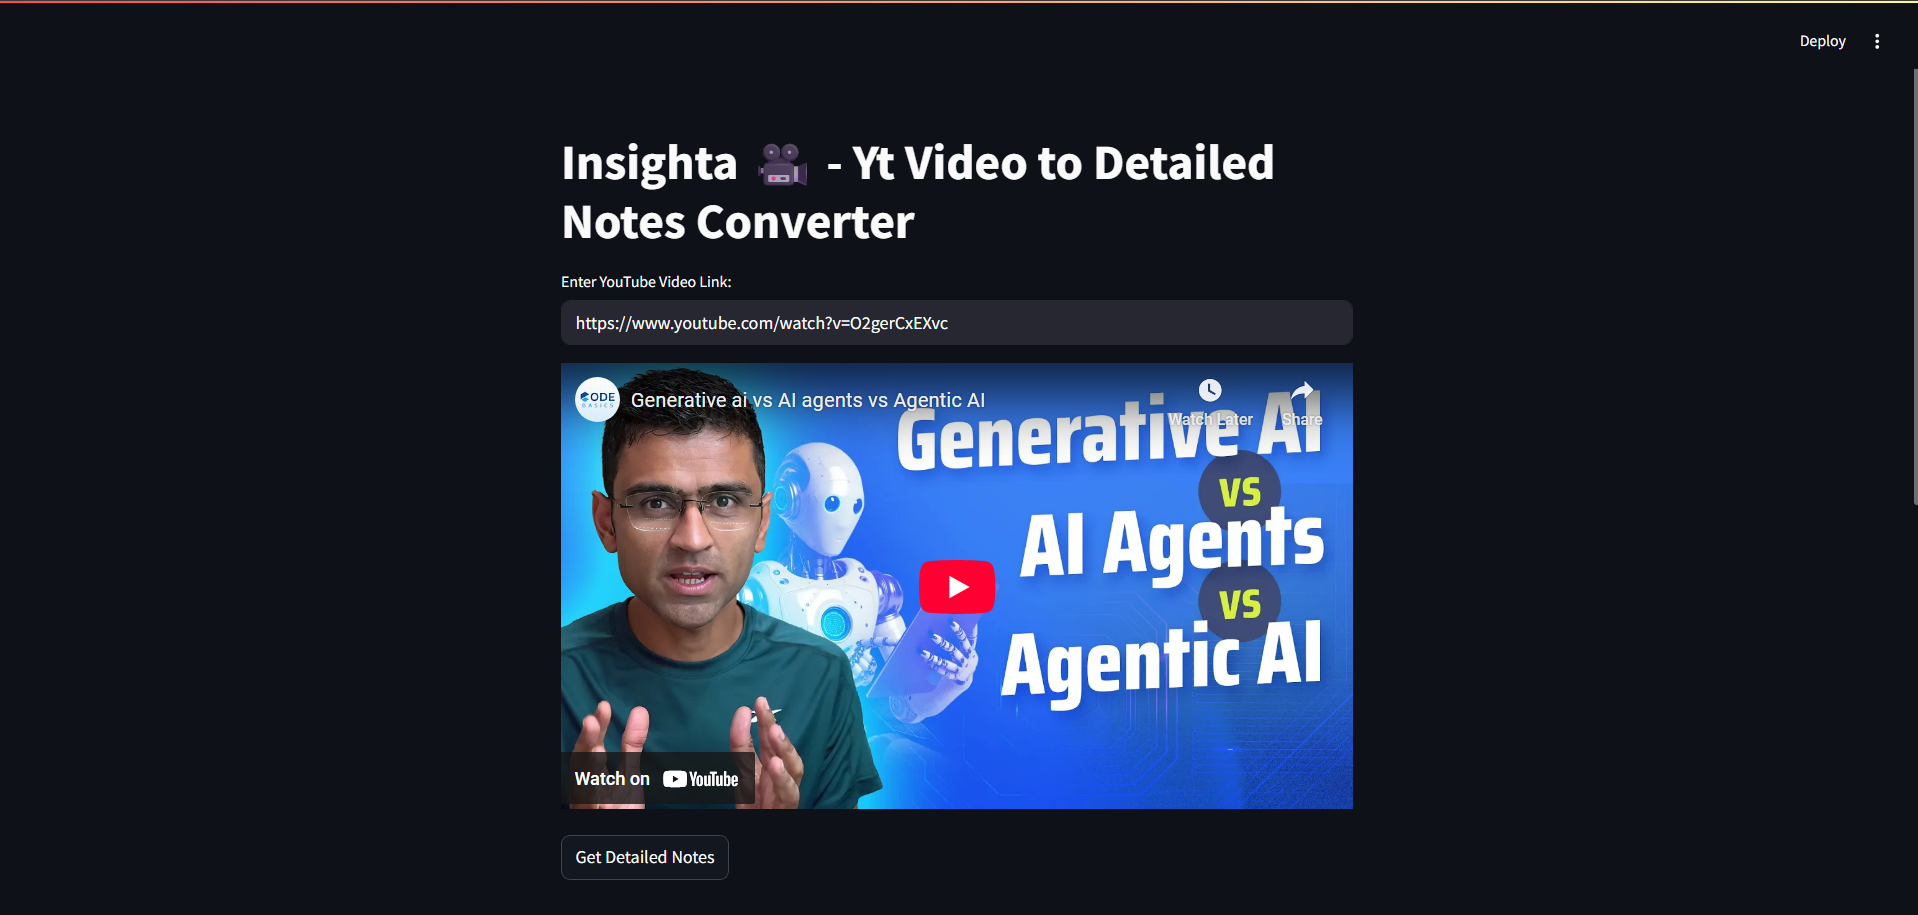 Deploy
Insighta 🎥 - Yt Video to Detailed
Notes Converter
Enter YouTube Video Link:
https://www.youtube.com/watch?v=O2gerCxEXvc
CODE
BASICS
Generative ai vs AI agents vs Agentic AI
Watch Later
Share
Generative AI
VS
AI Agents
VS
Agentic AI
Watch on YouTube
Get Detailed Notes